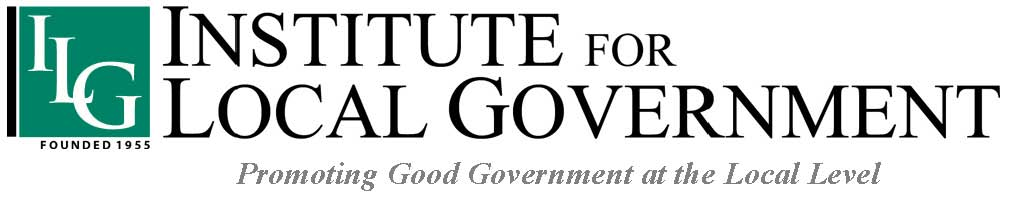 ILG
FOUNDED 1955
INSTITUTE FOR
LOCAL GOVERNMENT
Promoting Good Government at the Local Level